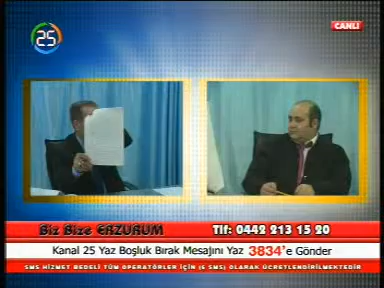 25
CANLI
Biz Bize ERZURUM
Tlf: 0442 213 15 20
Kanal 25 Yaz Boşluk Bırak Mesajını Yaz 3834'e Gönder
SMS HİZMET BEDELİ TÜM OPERATÖRLER İÇİN (6 SMS) OLARAK ÜCRETLENDİRİLMEKTEDİR